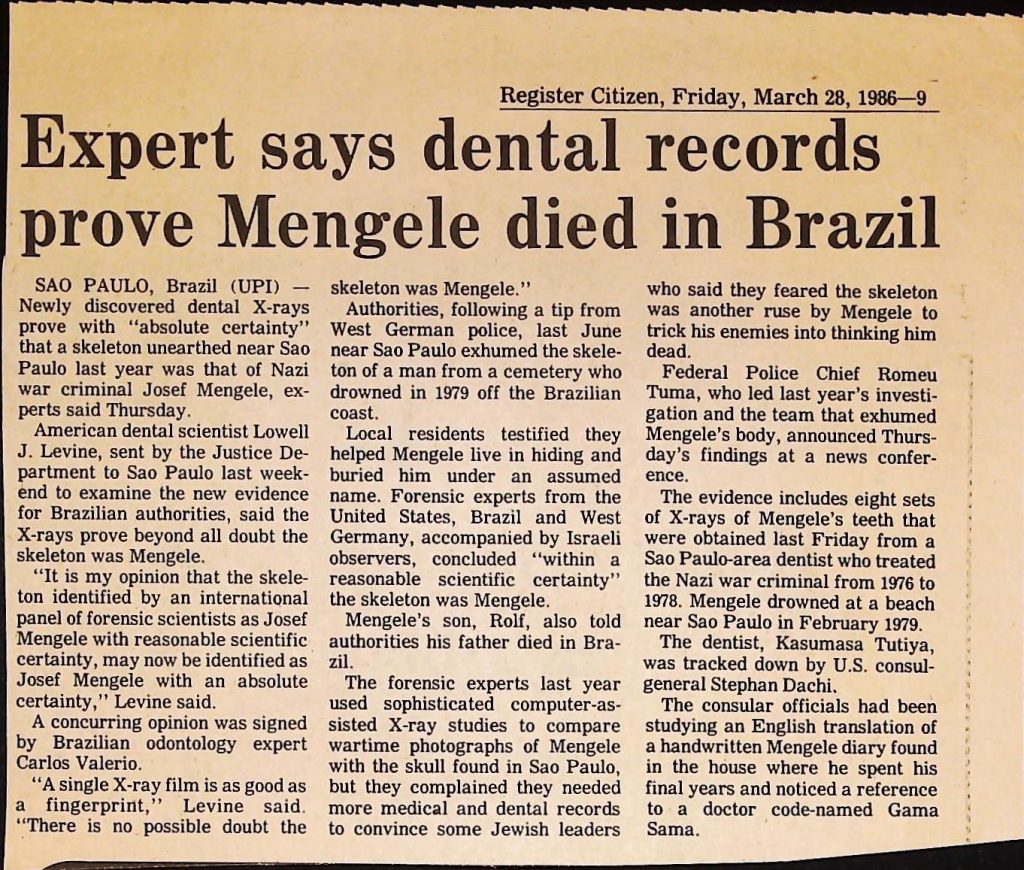 Register Citizen, Friday, March 28, 1986—9
Expert says dental records
prove Mengele died in Brazil
SAO PAULO, Brazil (UPI) —
Newly discovered dental X-rays
prove with "absolute certainty"
that a skeleton unearthed near Sao
Paulo last year was that of Nazi
war criminal Josef Mengele, ex-
perts said Thursday.
American dental scientist Lowell
J. Levine, sent by the Justice De-
partment to Sao Paulo last week-
end to examine the new evidence
for Brazilian authorities, said the
X-rays prove beyond all doubt the
skeleton was Mengele.
"It is my opinion that the skele-
ton identified by an international
panel of forensic scientists as Josef
Mengele with reasonable scientific
certainty, may now be identified as
Josef Mengele with an absolute
certainty," Levine said.
A concurring opinion was signed
by Brazilian odontology expert
Carlos Valerio.
"A single X-ray film is as good as
a fingerprint," Levine said.
"There is no possible doubt the
skeleton was Mengele."
Authorities, following a tip from
West German police, last June
near Sao Paulo exhumed the skele-
ton of a man from a cemetery who
drowned in 1979 off the Brazilian
coast.
Local residents testified they
helped Mengele live in hiding and
buried him under an assumed
name. Forensic experts from the
United States, Brazil and West
Germany, accompanied by Israeli
observers, concluded "within a
reasonable scientific certainty"
the skeleton was Mengele.
Mengele's son, Rolf, also told
authorities his father died in Bra-
zil.
The forensic experts last year
used sophisticated computer-as-
sisted X-ray studies to compare
wartime photographs of Mengele
with the skull found in Sao Paulo,
but they complained they needed
more medical and dental records
to convince some Jewish leaders
who said they feared the skeleton
was another ruse by Mengele to
trick his enemies into thinking him
dead.
Federal Police Chief Romeu
Tuma, who led last year's investi-
gation and the team that exhumed
Mengele's body, announced Thurs-
day's findings at a news confer-
ence.
The evidence includes eight sets
of X-rays of Mengele's teeth that
were obtained last Friday from a
Sao Paulo-area dentist who treated
the Nazi war criminal from 1976 to
1978. Mengele drowned at a beach
near Sao Paulo in February 1979.
The dentist, Kasumasa Tutiya,
was tracked down by U.S. consul-
general Stephan Dachi.
The consular officials had been
studying an English translation of
a handwritten Mengele diary found
in the house where he spent his
final years and noticed a reference
to a doctor code-named Gama
Sama.